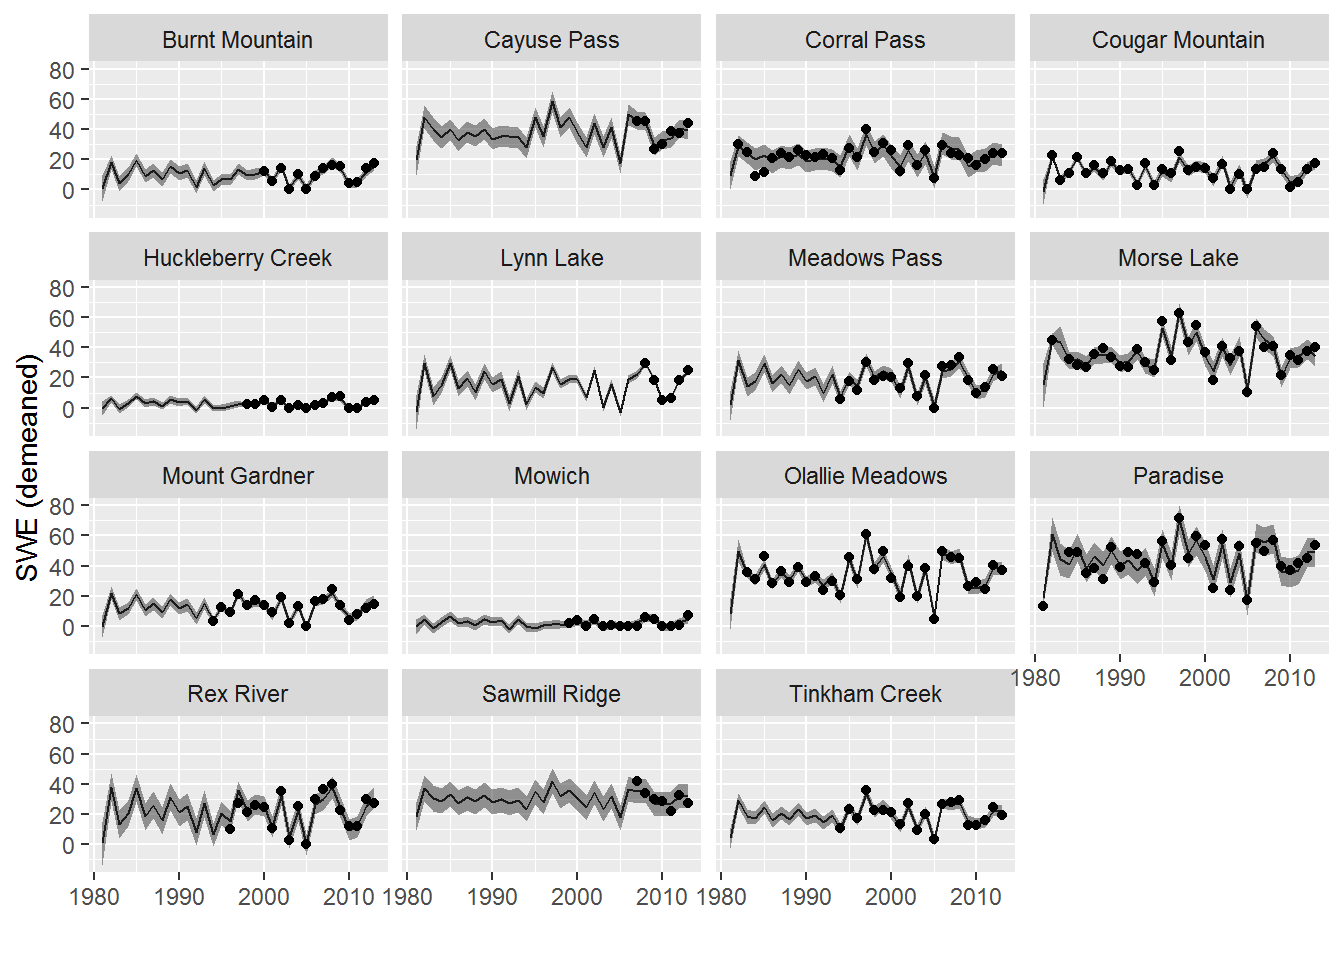 Burnt Mountain Cayuse Pass Corral Pass Cougar Mountain
80
60
40
20
0
Huckleberry Creek Lynn Lake Meadows Pass Morse Lake
80
60
40
20
0
SWE (demeaned)
Mount Gardner Mowich Olallie Meadows Paradise
80
60
40
20
0
1980 1990 2000 2010
Rex River Sawmill Ridge Tinkham Creek
80
60
40
20
0
1980 1990 2000 2010 1980 1990 2000 2010 1980 1990 2000 2010